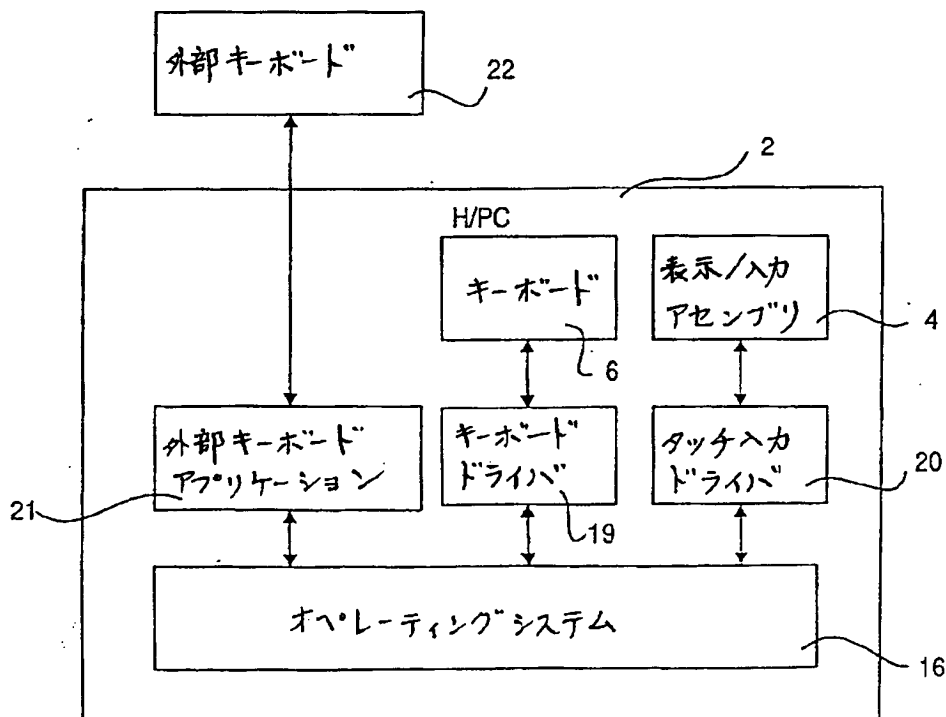 外部キーボード
22
2
H/PC
キーボード
6
表示/入力
アセンブリ
4
外部キーボード
アプリケーション
21
キーボード
ドライバ
19
タッチ入力
ドライバ
20
オペレーティングシステム
16